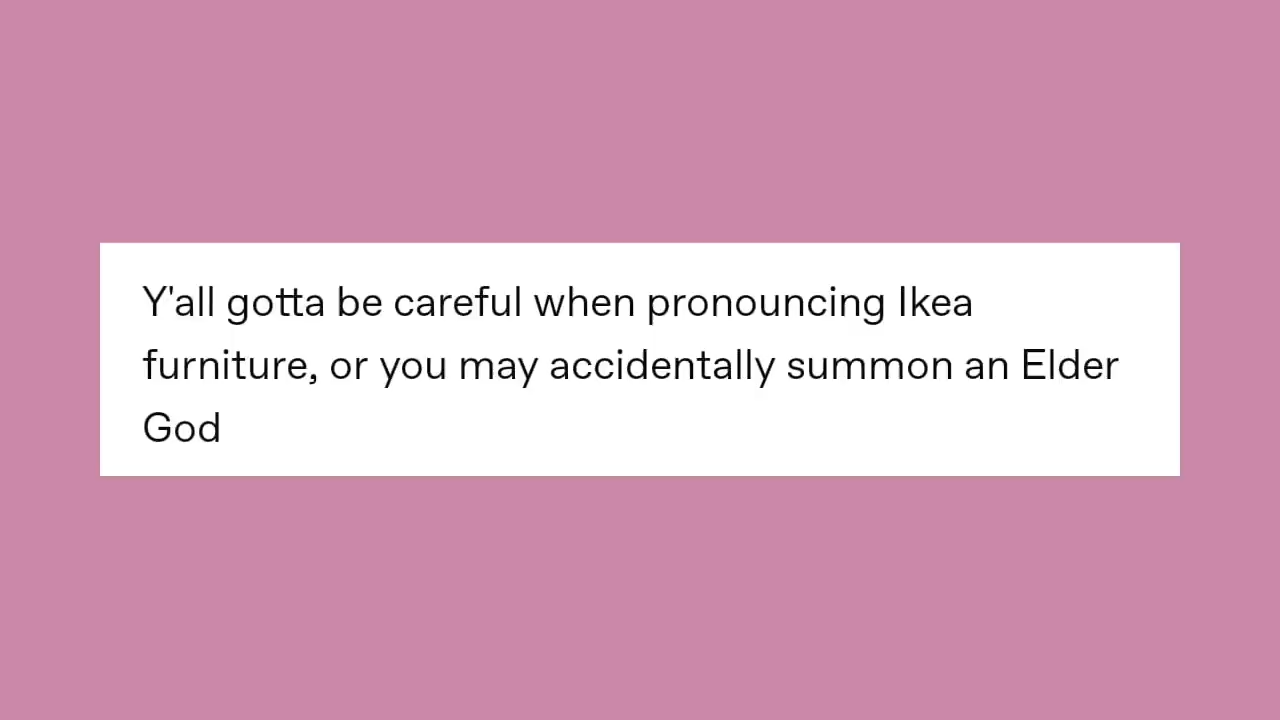 Y'all gotta be careful when pronouncing Ikea
furniture, or you may accidentally summon an Elder
God